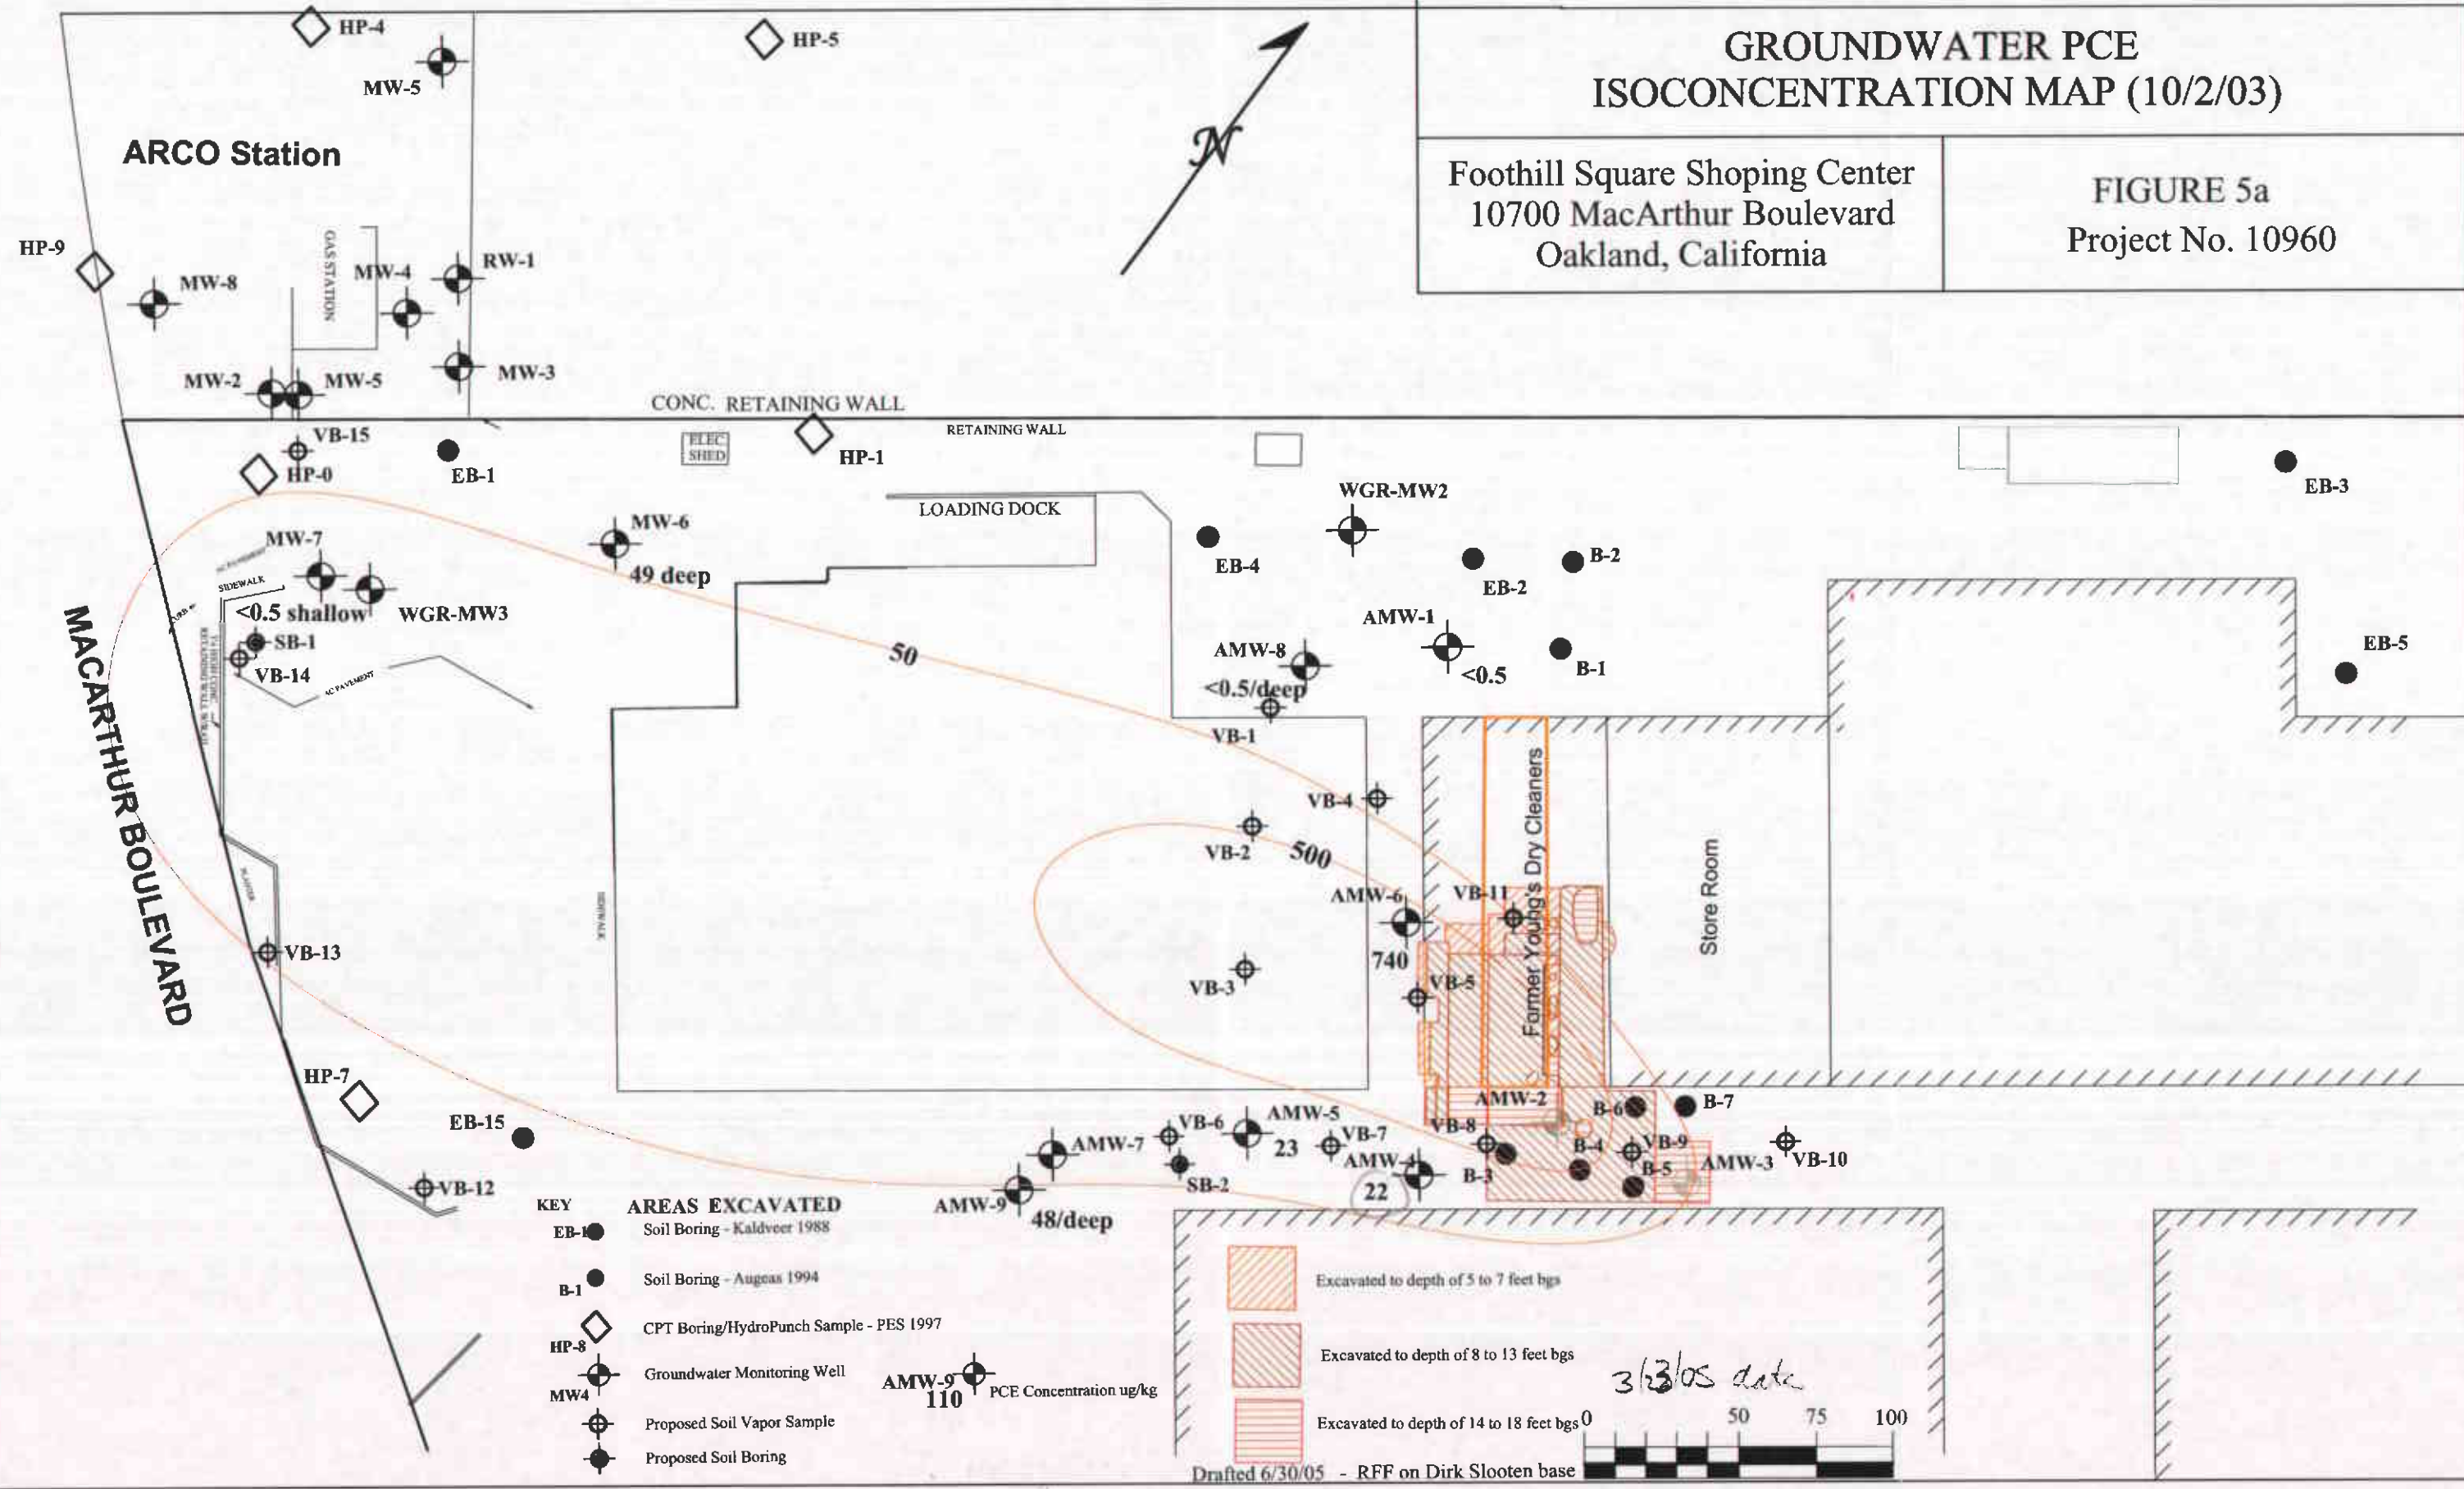 GROUNDWATER PCE
ISOCONCENTRATION MAP (10/2/03)
Foothill Square Shoping Center
10700 MacArthur Boulevard
Oakland, California
FIGURE 5a
Project No. 10960
HP-4
HP-5
MW-5
ARCO Station
N
HP-9
MW-8
GAS STATION
MW-4
RW-1
MW-2
MW-5
MW-3
CONC. RETAINING WALL
RETAINING WALL
VB-15
HP-0
EB-1
ELEC
SHED
HP-1
EB-3
LOADING DOCK
WGR-MW2
MW-6
49 deep
MW-7
AC PAVEMENT
SIDEWALK
CURB
<0.5 shallow
WGR-MW3
EB-4
EB-2
B-2
SB-1
VB-14
AC PAVEMENT
RETAINING WALL
50
AMW-8
<0.5/deep
AMW-1
<0.5
B-1
EB-5
VB-1
MACARTHUR BOULEVARD
VB-4
VB-2
500
Former Young's Dry Cleaners
Store Room
PLANTER
SIDEWALK
AMW-6
VB-11
740
VB-13
VB-3
VB-5
HP-7
EB-15
VB-12
AMW-2
B-6
B-7
VB-6
AMW-5
23
VB-7
VB-8
B-4
VB-9
AMW-7
AMW-4
22
B-3
B-5
AMW-3
VB-10
SB-2
AMW-9
48/deep
KEY
AREAS EXCAVATED
EB-1
Soil Boring - Kaldveer 1988
B-1
Soil Boring - Augeas 1994
HP-8
CPT Boring/HydroPunch Sample - PES 1997
MW4
Groundwater Monitoring Well
AMW-9
110
PCE Concentration ug/kg
Proposed Soil Vapor Sample
Proposed Soil Boring
Excavated to depth of 5 to 7 feet bgs
Excavated to depth of 8 to 13 feet bgs
Excavated to depth of 14 to 18 feet bgs
3/23/05 data
0 50 75 100
Drafted 6/30/05 - RFF on Dirk Slooten base